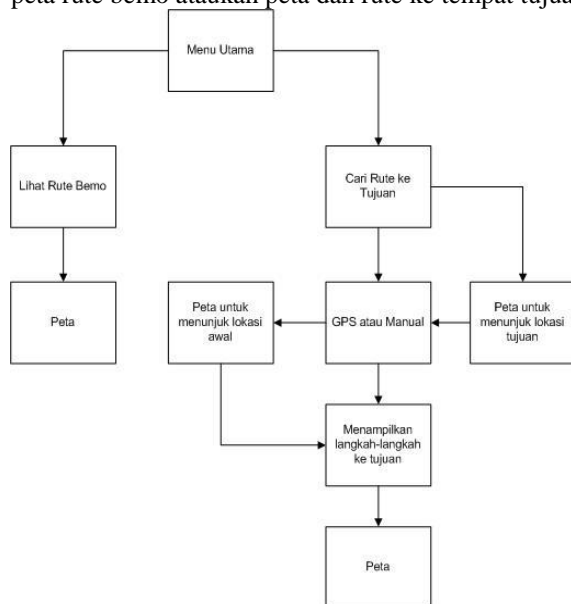 peta rute bemo ataukah peta dan rute ke tempat tujua
Menu Utama
Lihat Rute Bemo
Cari Rute ke
Tujuan
Peta
Peta untuk
menunjuk lokasi
awal
GPS atau Manual
Peta untuk
menunjuk lokasi
tujuan
Menampilkan
langkah-langkah
ke tujuan
Peta